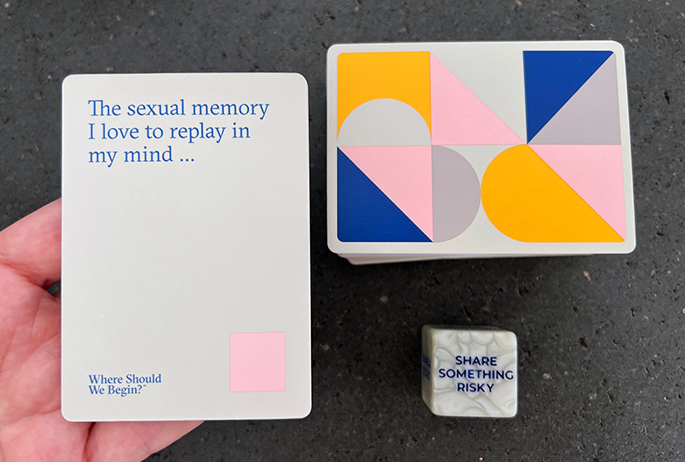 The sexual memory
I love to replay in
my mind ...
Where Should
We Begin?™
SHARE
SOMETHING
RISKY